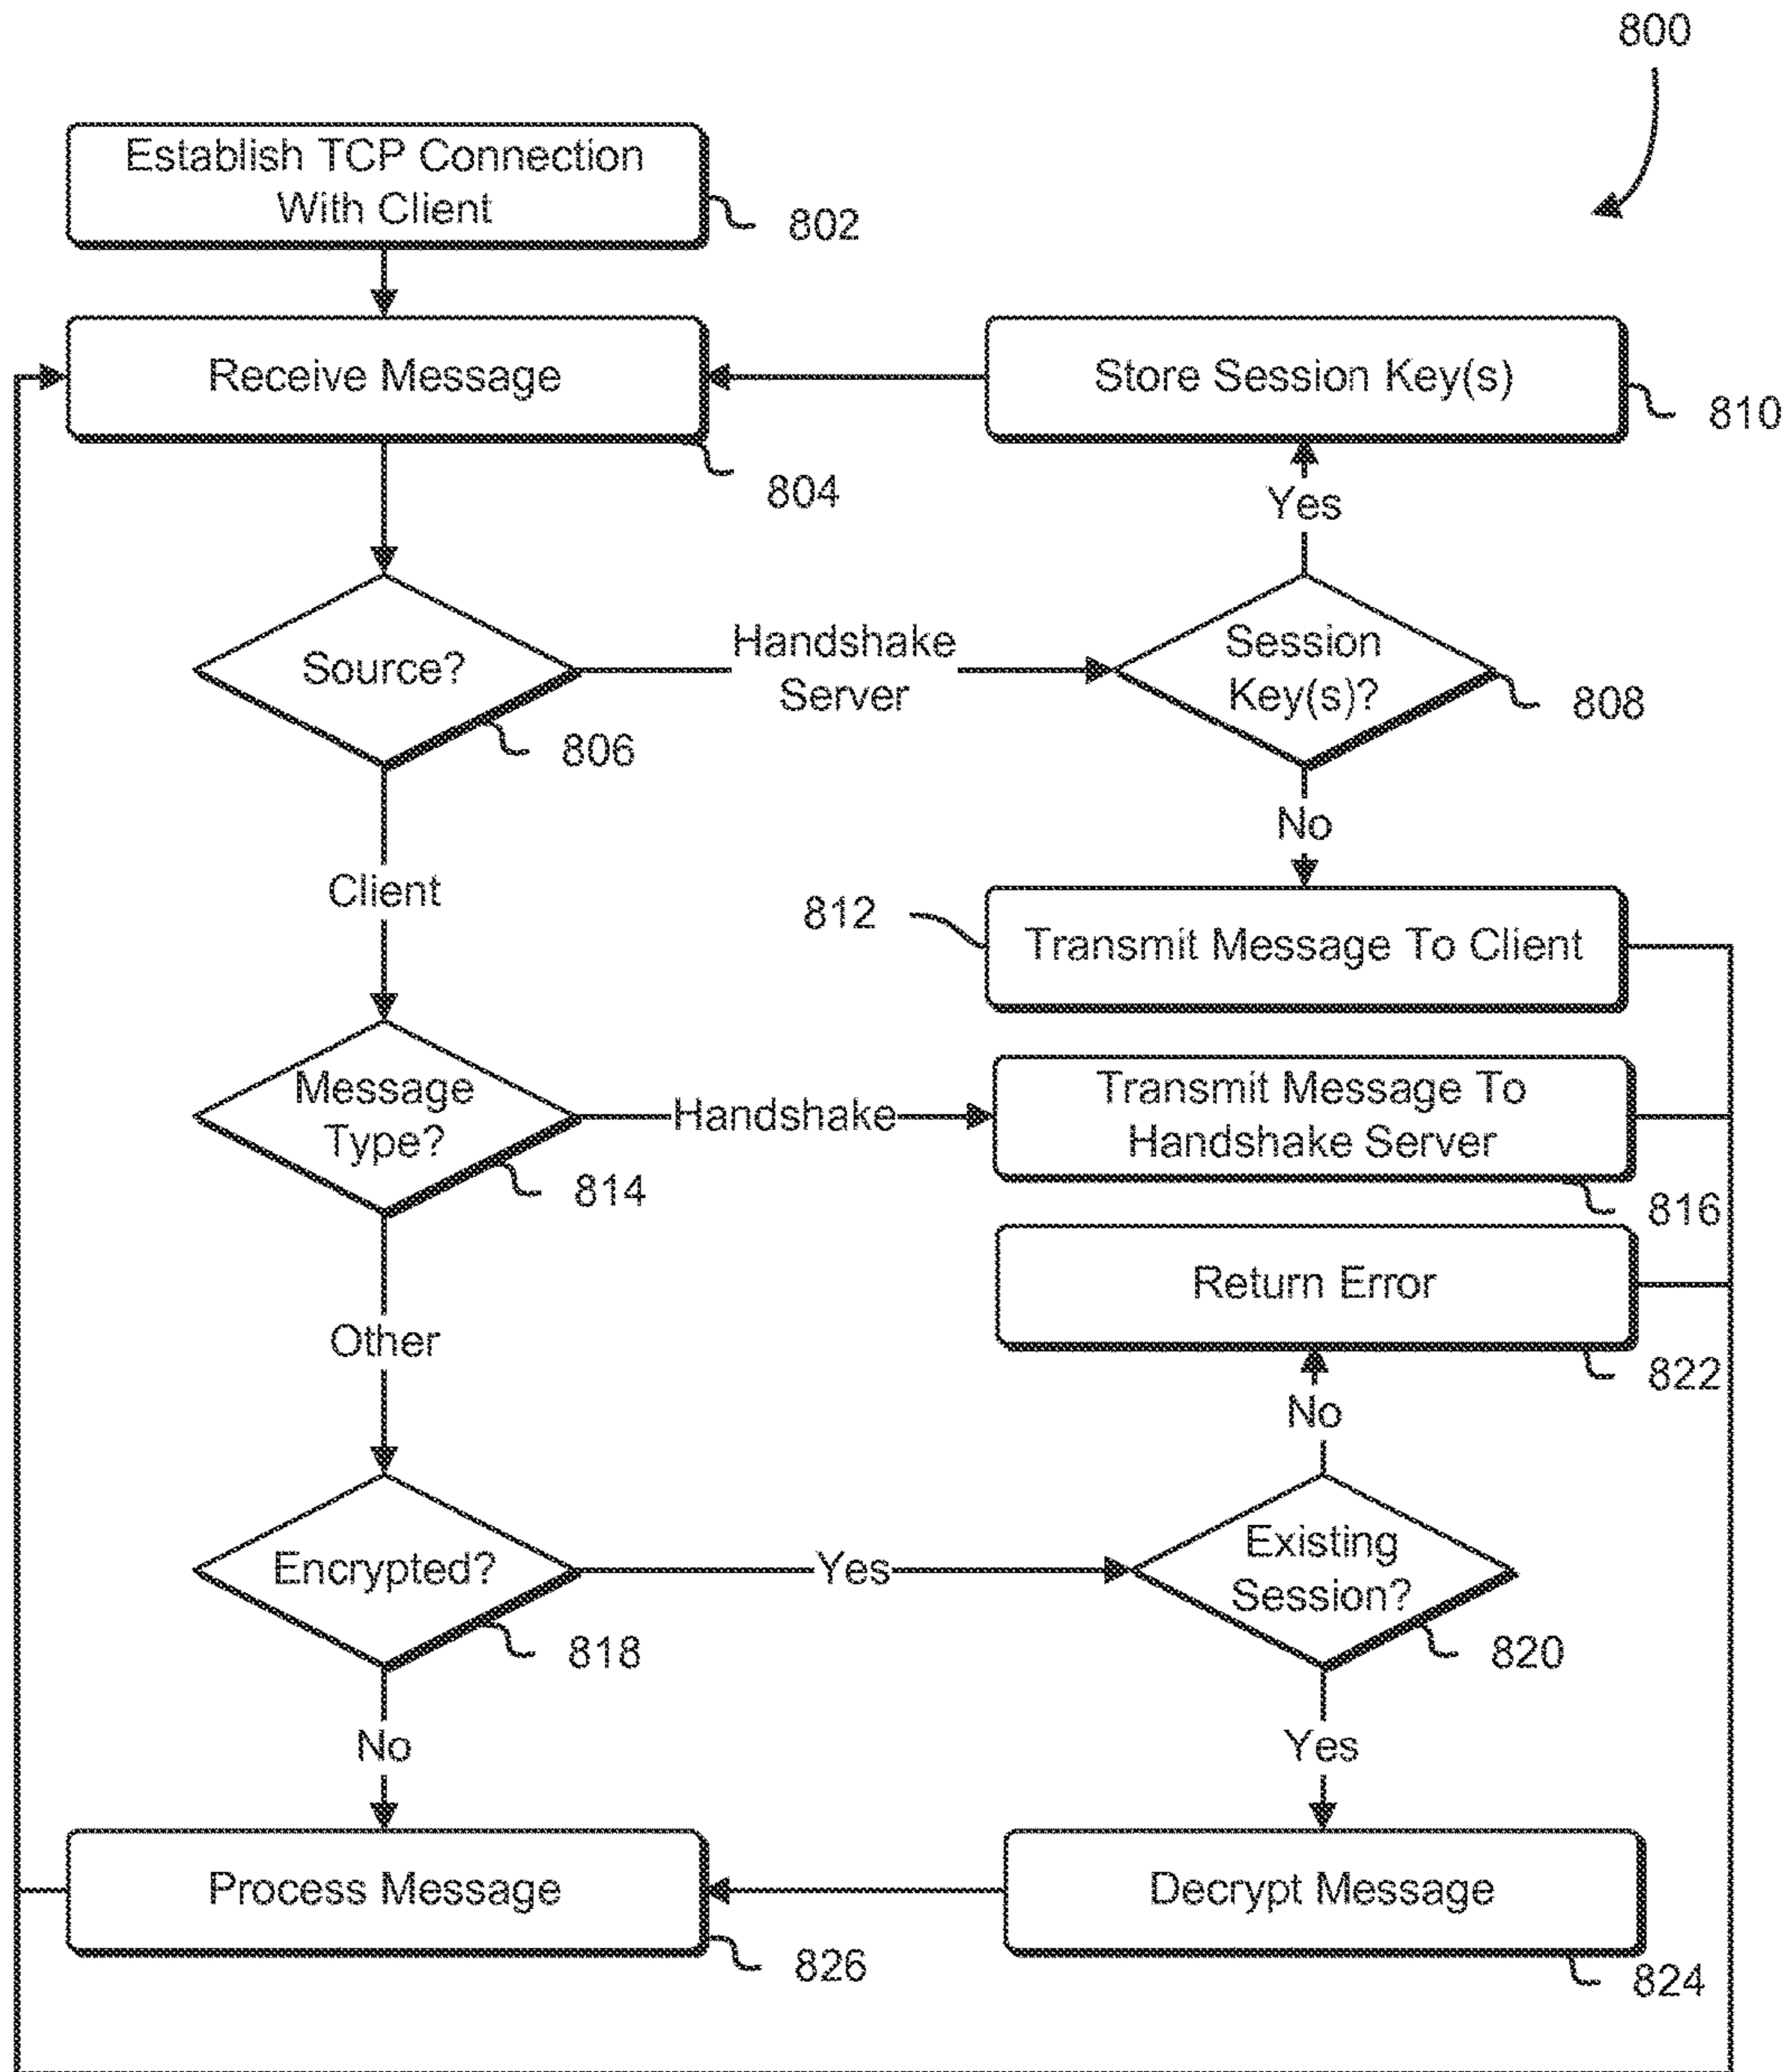 800
Establish TCP Connection
With Client
802
Receive Message
804
Store Session Key(s)
810
Yes
Source?
806
Handshake
Server
Session
Key(s)?
808
No
Client
812
Transmit Message To Client
Message
Type?
814
Handshake
Transmit Message To
Handshake Server
816
Return Error
822
Other
No
Encrypted?
818
Yes
Existing
Session?
820
No
Yes
Process Message
826
Decrypt Message
824